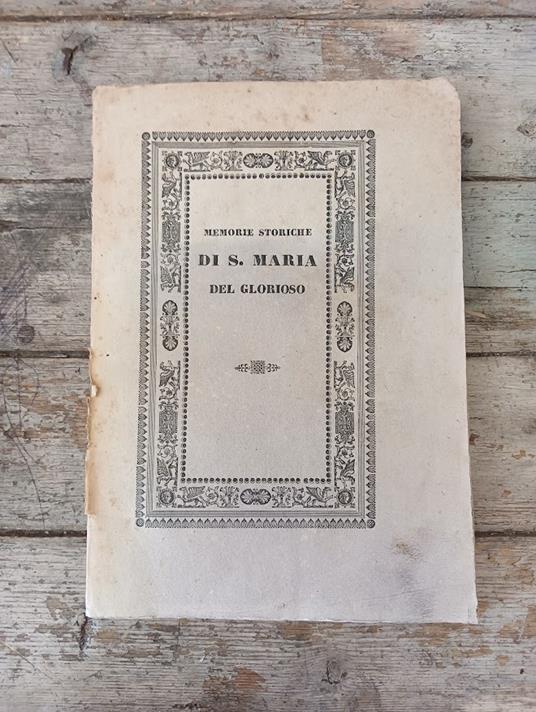 MEMORIE STORICHE
DI S. MARIA
DEL GLORIOSO